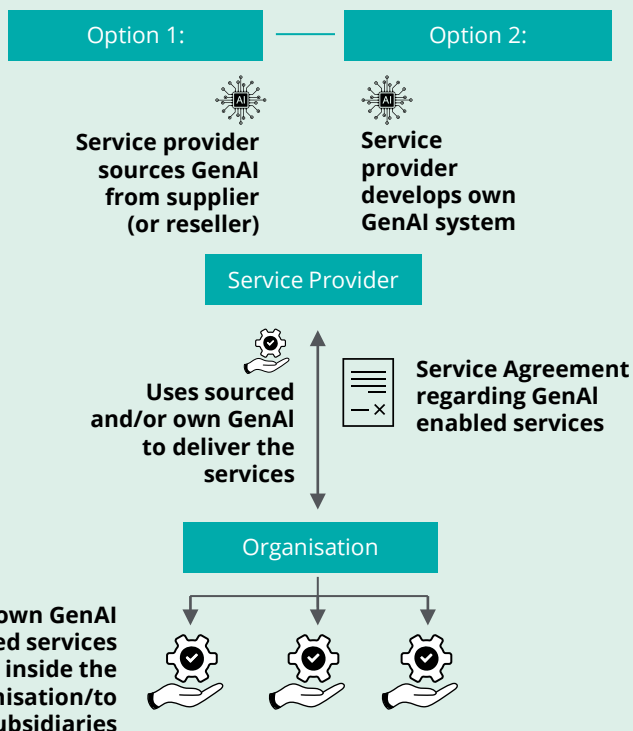 Option 1:
Option 2:
AI
AI
Service provider
sources GenAI
from supplier
(or reseller)
Service
provider
develops own
GenAI system
Service Provider
Uses sourced
and/or own GenAI
to deliver the
services
Service Agreement
regarding GenAI
enabled services
Organisation
own GenAI
ed services
inside the
nisation/to
ubsidiaries